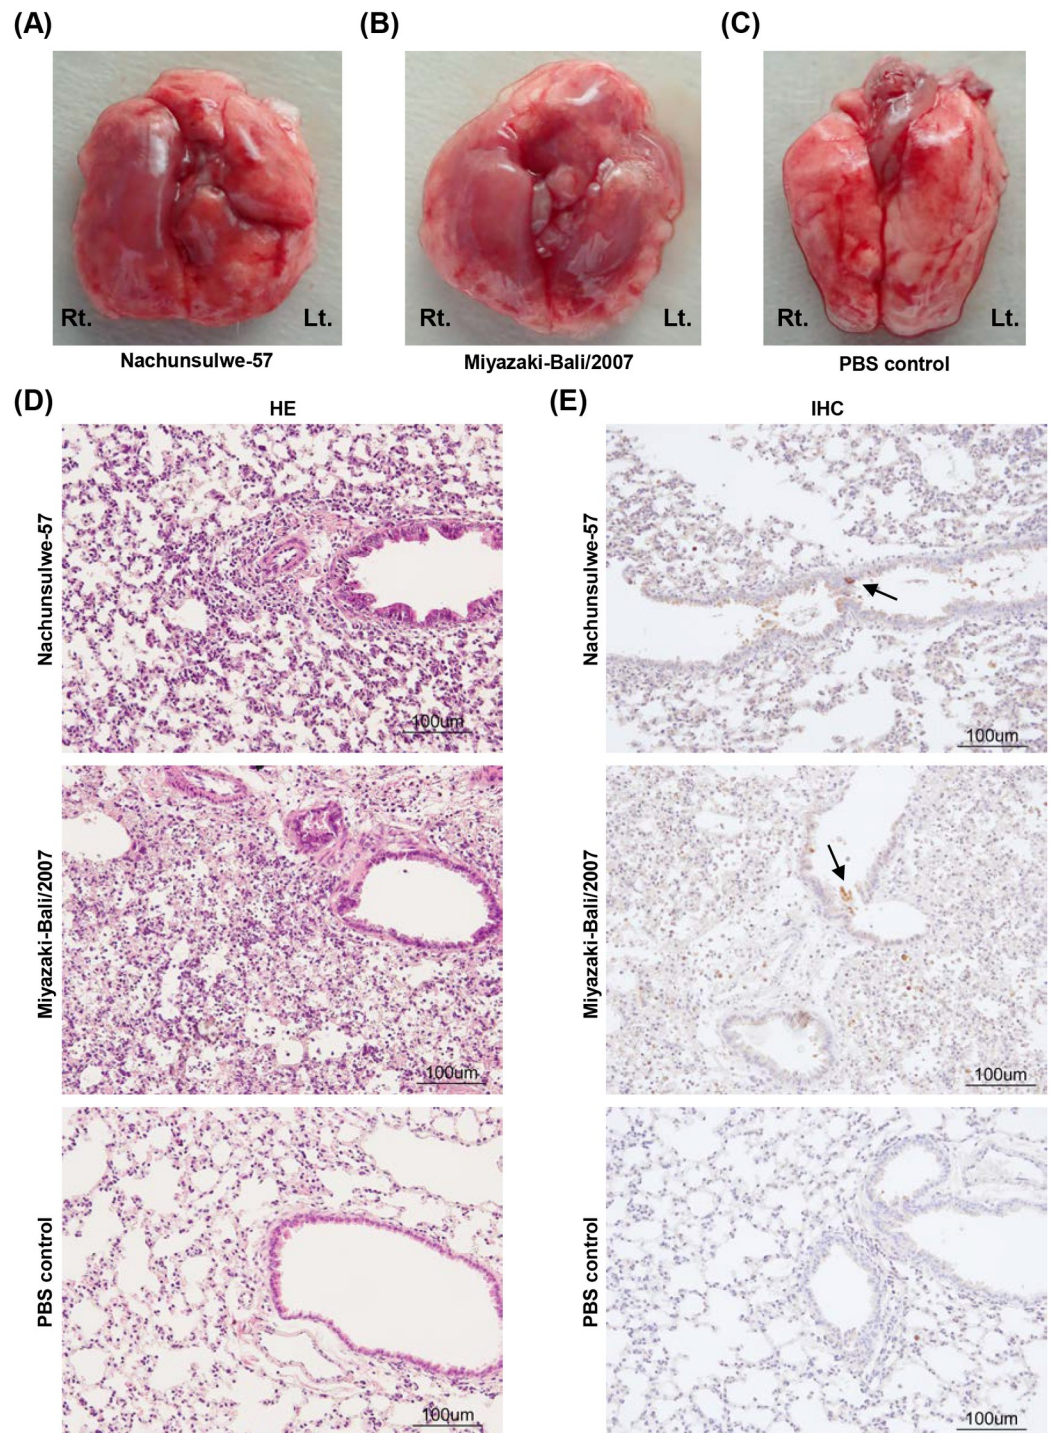 (A)
(B)
(C)
Rt.
Lt.
Rt.
Lt.
Rt.
Lt.
Nachunsulwe-57
Miyazaki-Bali/2007
PBS control
(D)
HE
(E)
IHC
Nachunsulwe-57
100um
Nachunsulwe-57
100um
Miyazaki-Bali/2007
100um
Miyazaki-Bali/2007
100um
PBS control
100um
PBS control
100um